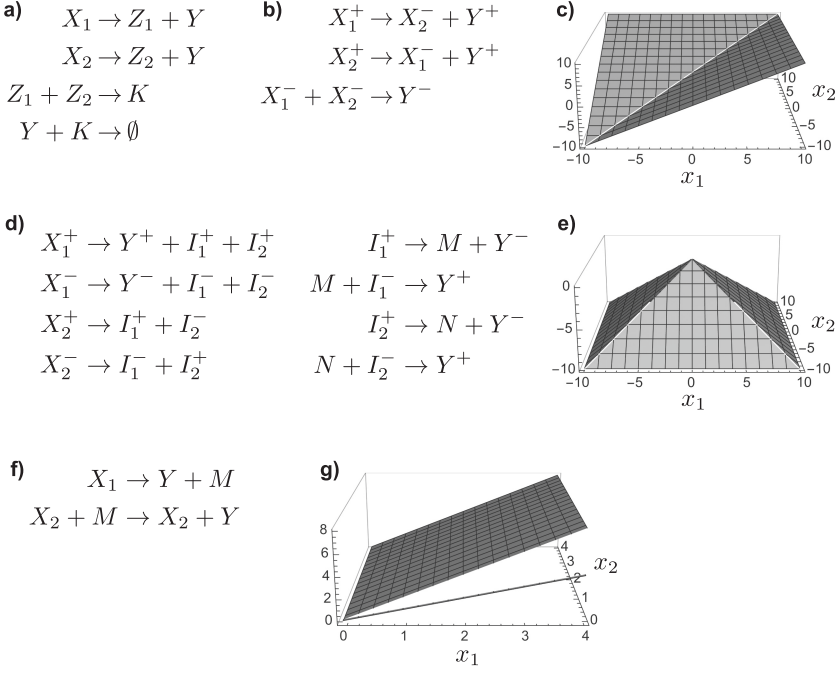 a)
X₁ → Z₁ + Y
X₂ → Z₂ + Y
Z₁ + Z₂ → K
Y + K → ∅
b)
X₁⁺ → X₂⁻ + Y⁺
X₂⁺ → X₁⁻ + Y⁺
X₁⁻ + X₂⁻ → Y⁻
c)
10
5
0
−5
−10
−10 −5 0 5 10
x₁
10
5
0
−5
−10
x₂
d)
X₁⁺ → Y⁺ + I₁⁺ + I₂⁺
X₁⁻ → Y⁻ + I₁⁻ + I₂⁻
X₂⁺ → I₁⁺ + I₂⁻
X₂⁻ → I₁⁻ + I₂⁺
I₁⁺ → M + Y⁻
M + I₁⁻ → Y⁺
I₂⁺ → N + Y⁻
N + I₂⁻ → Y⁺
e)
0
−5
−10
−10 −5 0 5 10
x₁
10
5
0
−5
−10
x₂
f)
X₁ → Y + M
X₂ + M → X₂ + Y
g)
8
6
4
2
0
0 1 2 3 4
x₁
4
3
2
1
0
x₂